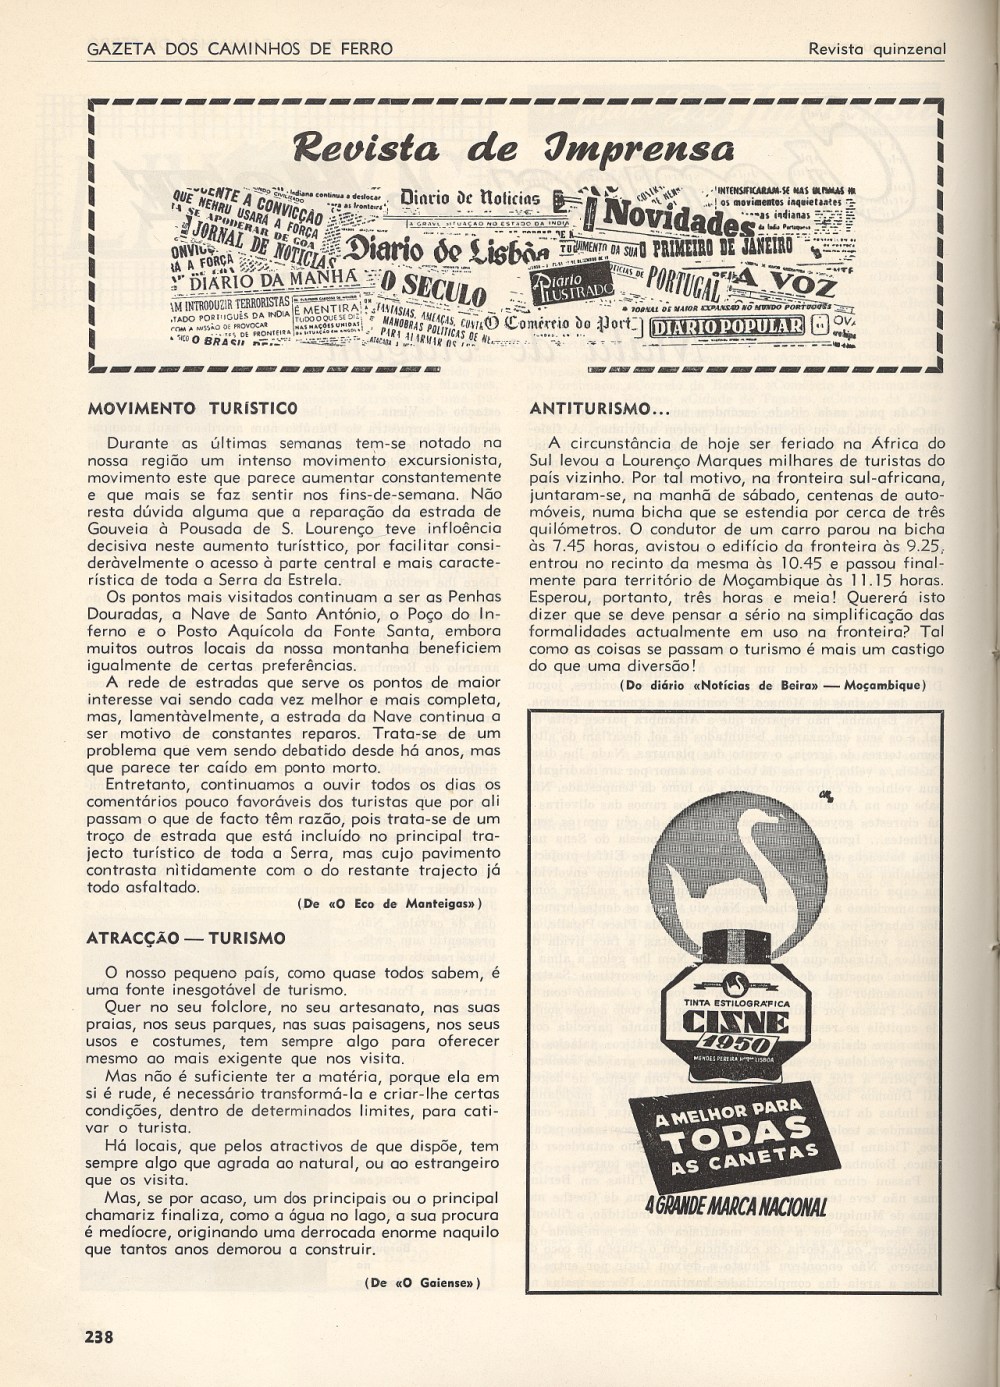 GAZETA DOS CAMINHOS DE FERRO
Revista quinzenal
Revista de Imprensa
QUE NEHRU USARÁ A FORÇA
JORNAL DE NOTÍCIAS
DIÁRIO DA MANHÃ
Diario de Noticias
Diario de Lisbôa
O SECULO
Novidades
O PRIMEIRO DE JANEIRO
Diário
ILUSTRADO
PORTUGAL
A VOZ
INTRODUZIR TERRORISTAS
É MENTIRA
O BRASIL
O Comércio do Port
DIÁRIO POPULAR
MOVIMENTO TURíSTICO
Durante as últimas semanas tem-se notado na
nossa região um intenso movimento excursionista,
movimento este que parece aumentar constantemente
e que mais se faz sentir nos fins-de-semana. Não
resta dúvida alguma que a reparação da estrada de
Gouveia à Pousada de S. Lourenço teve infloência
decisiva neste aumento turísttico, por facilitar consi-
deràvelmente o acesso à parte central e mais caracte-
rística de toda a Serra da Estrela.
Os pontos mais visitados continuam a ser as Penhas
Douradas, a Nave de Santo António, o Poço do In-
ferno e o Posto Aquícola da Fonte Santa, embora
muitos outros locais da nossa montanha beneficiem
igualmente de certas preferências.
A rede de estradas que serve os pontos de maior
interesse vai sendo cada vez melhor e mais completa,
mas, lamentàvelmente, a estrada da Nave continua a
ser motivo de constantes reparos. Trata-se de um
problema que vem sendo debatido desde há anos, mas
que parece ter caído em ponto morto.
Entretanto, continuamos a ouvir todos os dias os
comentários pouco favoráveis dos turistas que por ali
passam o que de facto têm razão, pois trata-se de um
troço de estrada que está incluído no principal tra-
jecto turístico de toda a Serra, mas cujo pavimento
contrasta nìtidamente com o do restante trajecto já
todo asfaltado.
(De «O Eco de Manteigas»)
ATRACÇÃO — TURISMO
O nosso pequeno país, como quase todos sabem, é
uma fonte inesgotável de turismo.
Quer no seu folclore, no seu artesanato, nas suas
praias, nos seus parques, nas suas paisagens, nos seus
usos e costumes, tem sempre algo para oferecer
mesmo ao mais exigente que nos visita.
Mas não é suficiente ter a matéria, porque ela em
si é rude, é necessário transformá-la e criar-lhe certas
condições, dentro de determinados limites, para cati-
var o turista.
Há locais, que pelos atractivos de que dispõe, tem
sempre algo que agrada ao natural, ou ao estrangeiro
que os visita.
Mas, se por acaso, um dos principais ou o principal
chamariz finaliza, como a água no lago, a sua procura
é medíocre, originando uma derrocada enorme naquilo
que tantos anos demorou a construir.
(De «O Gaiense»)
ANTITURISMO...
A circunstância de hoje ser feriado na África do
Sul levou a Lourenço Marques milhares de turistas do
país vizinho. Por tal motivo, na fronteira sul-africana,
juntaram-se, na manhã de sábado, centenas de auto-
móveis, numa bicha que se estendia por cerca de três
quilómetros. O condutor de um carro parou na bicha
às 7.45 horas, avistou o edifício da fronteira às 9.25,
entrou no recinto da mesma às 10.45 e passou final-
mente para território de Moçambique às 11.15 horas.
Esperou, portanto, três horas e meia! Quererá isto
dizer que se deve pensar a sério na simplificação das
formalidades actualmente em uso na fronteira? Tal
como as coisas se passam o turismo é mais um castigo
do que uma diversão!
(Do diário «Notícias de Beira» — Moçambique)
TINTA ESTILOGRAFICA
CISNE
1950
A MELHOR PARA
TODAS
AS CANETAS
A GRANDE MARCA NACIONAL
238